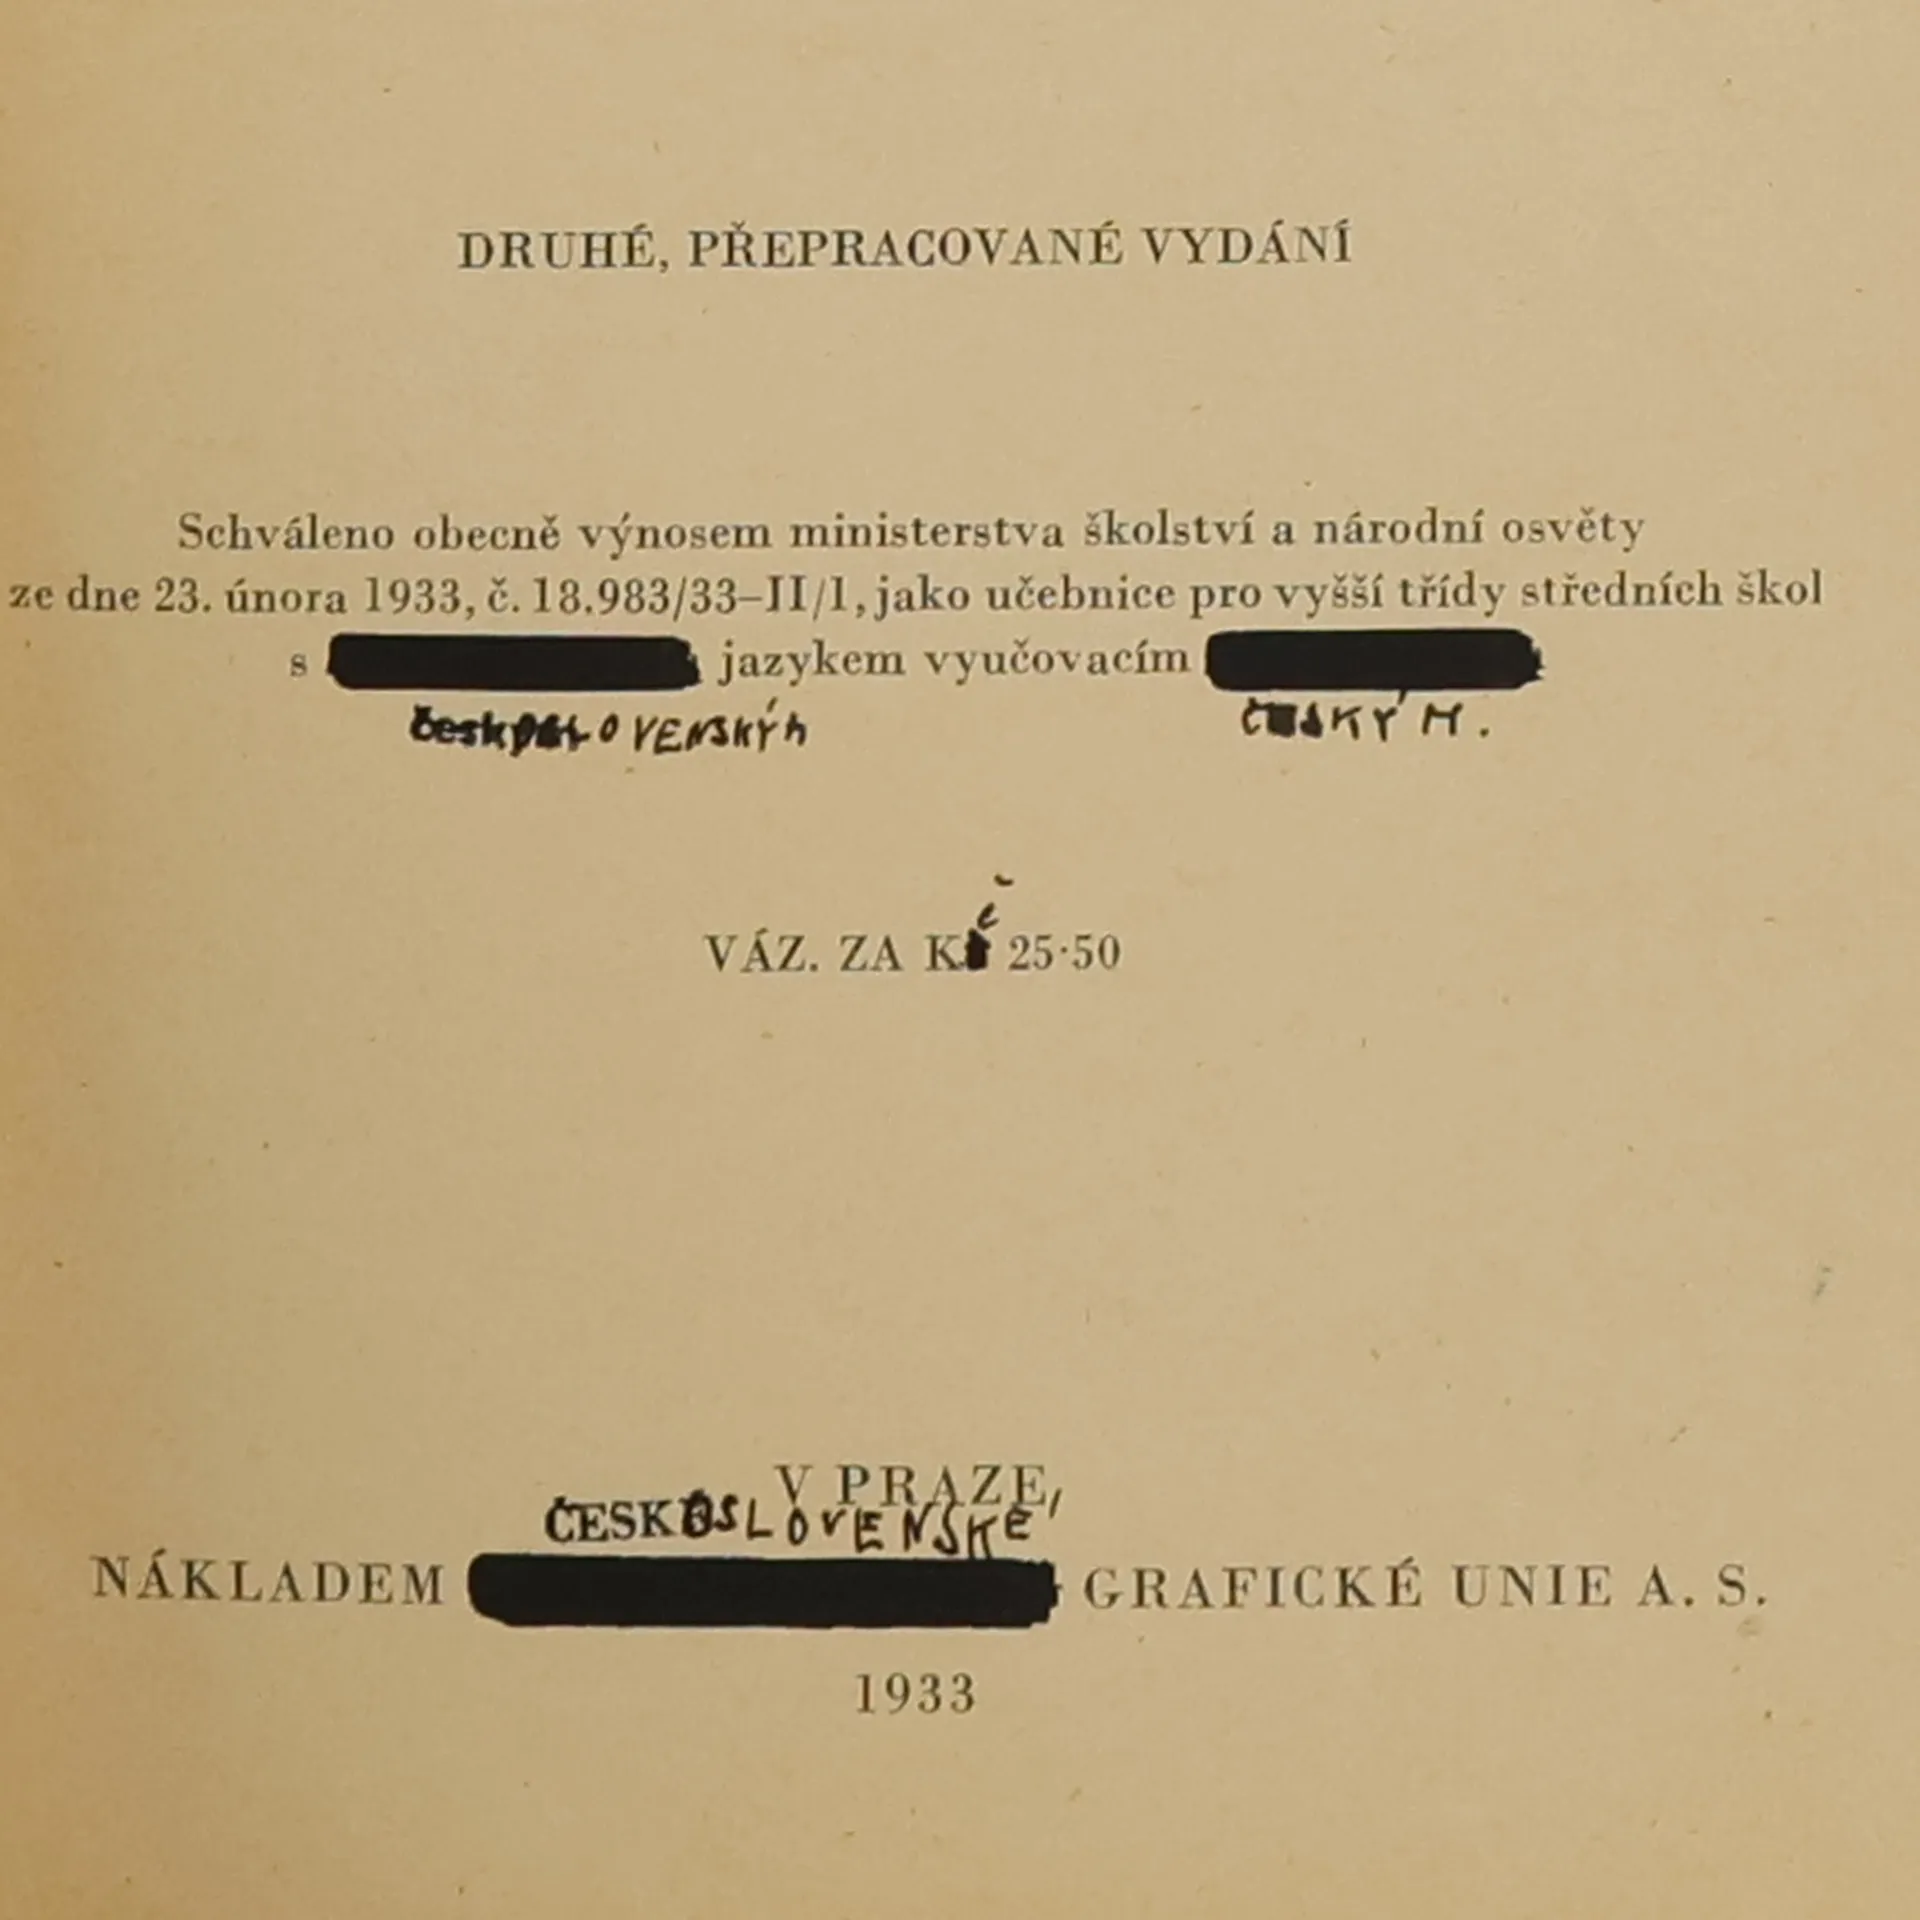 DRUHÉ, PŘEPRACOVANÉ VYDÁNÍ
Schváleno obecně výnosem ministerstva školství a národní osvěty
ze dne 23. února 1933, č. 18.983/33–II/1, jako učebnice pro vyšší třídy středních škol
s jazykem vyučovacím
československým ČESKÝM.
č
VÁZ. ZA K 25·50
V PRAZE,
ČESKOSLOVENSKÉ
NÁKLADEM GRAFICKÉ UNIE A. S.
1933